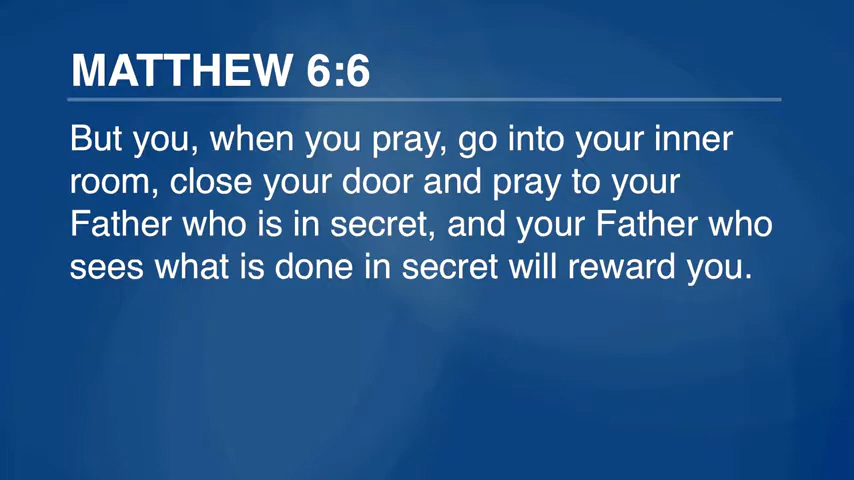 MATTHEW 6:6
But you, when you pray, go into your inner
room, close your door and pray to your
Father who is in secret, and your Father who
sees what is done in secret will reward you.